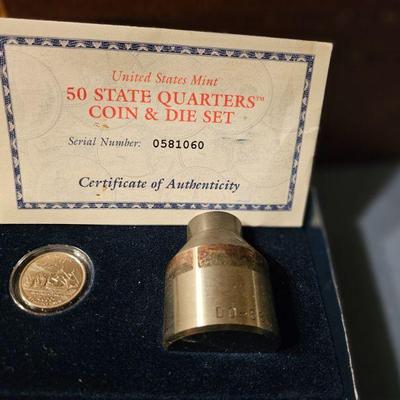 United States Mint
50 STATE QUARTERS™
COIN & DIE SET
Serial Number: 0581060
Certificate of Authenticity